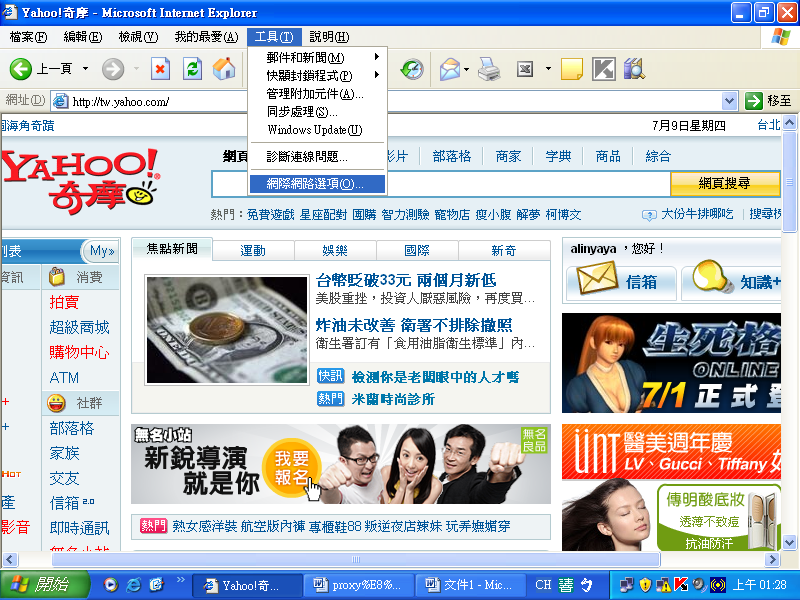 Yahoo!奇摩 - Microsoft Internet Explorer
檔案(F) 編輯(E) 檢視(V) 我的最愛(A) 工具(T) 說明(H)
上一頁
郵件和新聞(M)
快顯封鎖程式(P)
管理附加元件(A)...
同步處理(S)...
Windows Update(U)
診斷連線問題...
網際網路選項(O)...
網址(D) http://tw.yahoo.com/ 移至
海角奇蹟 7月9日星期四 台北
YAHOO!
奇摩
網頁 影片 部落格 商家 字典 商品 綜合
網頁搜尋
熱門：免費遊戲 星座配對 團購 智力測驗 寵物店 瘦小腹 解夢 柯博文 大份牛排哪吃
列表 My»
資訊 消費
拍賣
超級商城
購物中心
ATM
社群
部落格
家族
交友
信箱 2.0
即時通訊
HOT
產
影音
焦點新聞 運動 娛樂 國際 新奇
台幣貶破33元 兩個月新低
美股重挫，投資人厭惡風險，再度買...
炸油未改善 衛署不排除撤照
衛生署訂有「食用油脂衛生標準」內...
快訊 檢測你是老闆眼中的人才嗎
熱門 米蘭時尚診所
無名小站
新銳導演
就是你
我要
報名
無名
良品
熱門 熟女感洋裝 航空版內褲 專櫃鞋88 叛逆夜店辣妹 玩弄嫵媚穿
alinyaya ，您好！
信箱 知識+
生死格
ONLINE
7/1 正式登
ÜNT 醫美週年慶
LV、Gucci、Tiffany
傳明酸底妝
透薄不致痘
抗油防汗
開始 Yahoo!奇... proxy%E8%... 文件1 - Mic... CH 上午 01:28